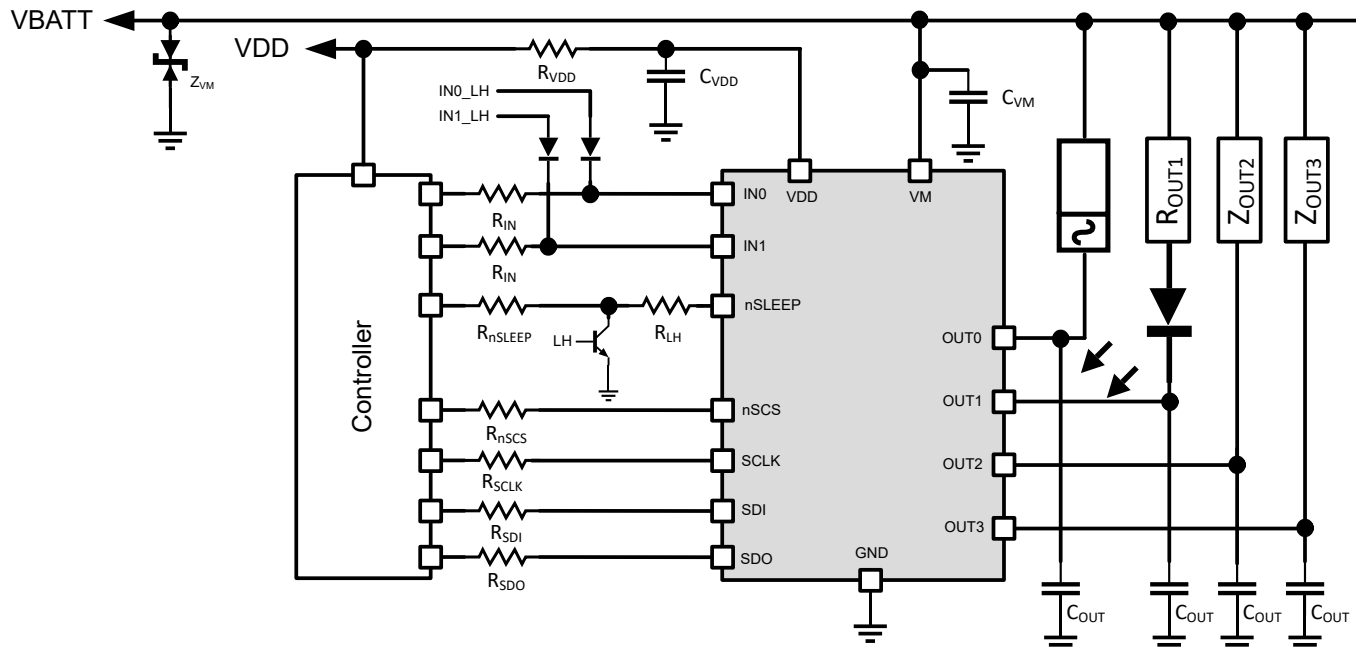 VBATT
VDD
Z_VM
R_VDD
C_VDD
C_VM
IN0_LH
IN1_LH
VDD
VM
R_IN
IN0
R_IN
IN1
R_nSLEEP
R_LH
nSLEEP
LH
Controller
R_nSCS
nSCS
R_SCLK
SCLK
R_SDI
SDI
R_SDO
SDO
GND
OUT0
OUT1
OUT2
OUT3
R_OUT1
Z_OUT2
Z_OUT3
C_OUT
C_OUT
C_OUT
C_OUT